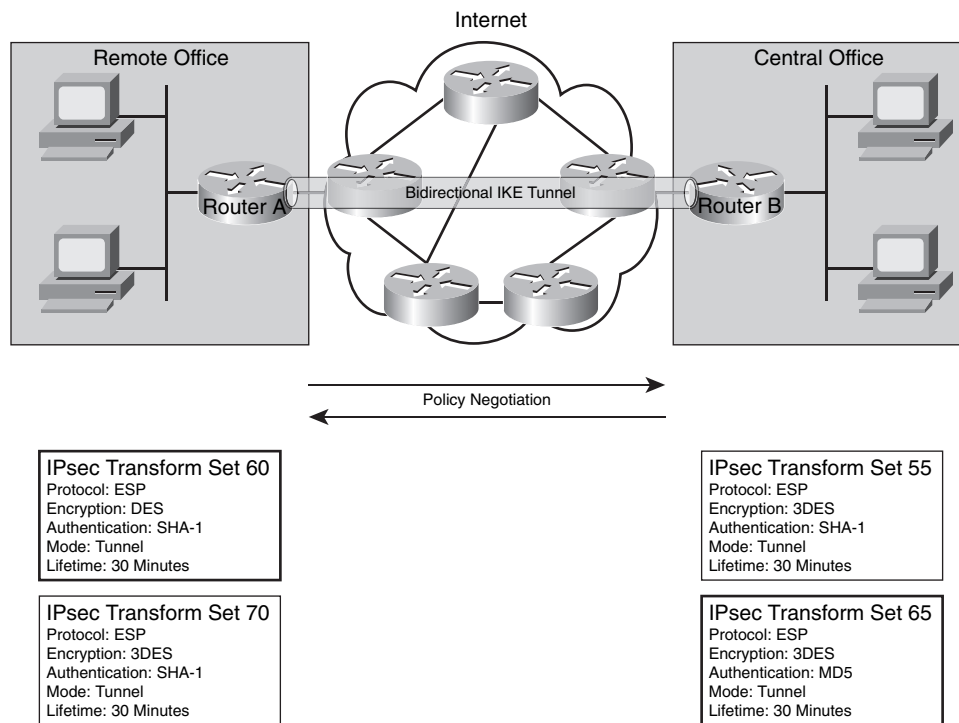 Internet
Remote Office
Central Office
Router A
Bidirectional IKE Tunnel
Router B
Policy Negotiation
IPsec Transform Set 60
Protocol: ESP
Encryption: DES
Authentication: SHA-1
Mode: Tunnel
Lifetime: 30 Minutes
IPsec Transform Set 55
Protocol: ESP
Encryption: 3DES
Authentication: SHA-1
Mode: Tunnel
Lifetime: 30 Minutes
IPsec Transform Set 70
Protocol: ESP
Encryption: 3DES
Authentication: SHA-1
Mode: Tunnel
Lifetime: 30 Minutes
IPsec Transform Set 65
Protocol: ESP
Encryption: 3DES
Authentication: MD5
Mode: Tunnel
Lifetime: 30 Minutes